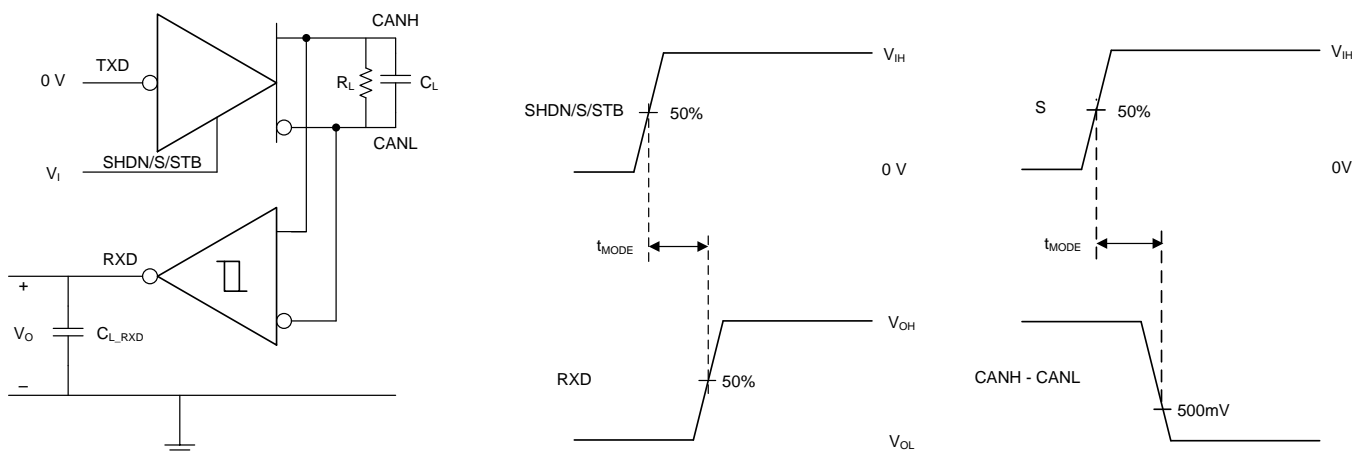 CANH
TXD
0 V
R_L
C_L
CANL
SHDN/S/STB
V_I
RXD
+
V_O
C_L_RXD
–
V_IH
SHDN/S/STB
50%
0 V
t_MODE
V_OH
RXD
50%
V_OL
V_IH
S
50%
0V
t_MODE
CANH - CANL
500mV